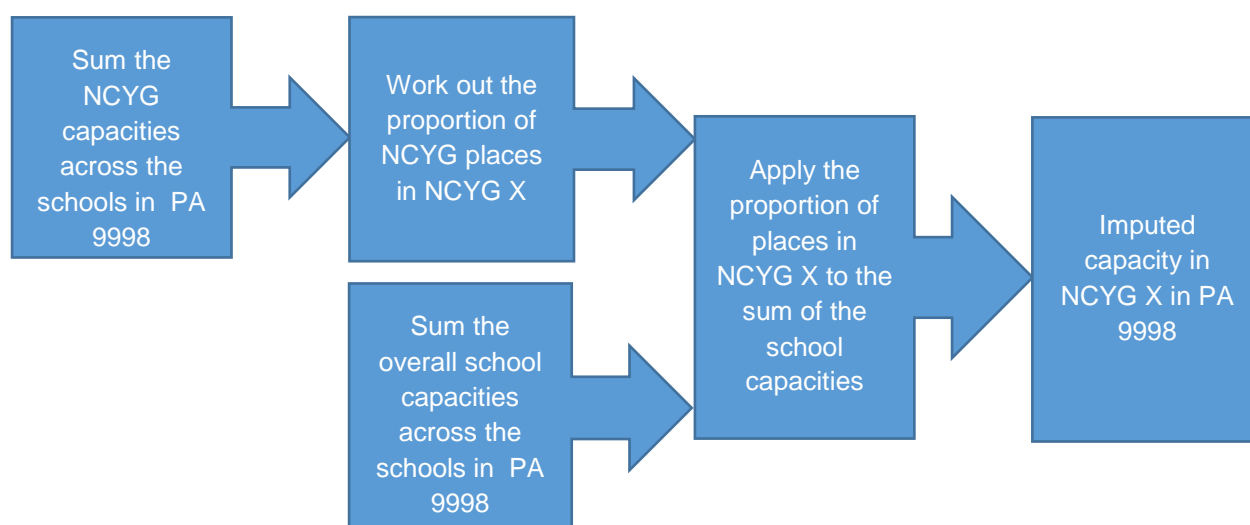 Sum the
NCYG
capacities
across the
schools in PA
9998
Work out the
proportion of
NCYG places
in NCYG X
Sum the
overall school
capacities
across the
schools in PA
9998
Apply the
proportion of
places in
NCYG X to the
sum of the
school
capacities
Imputed
capacity in
NCYG X in PA
9998